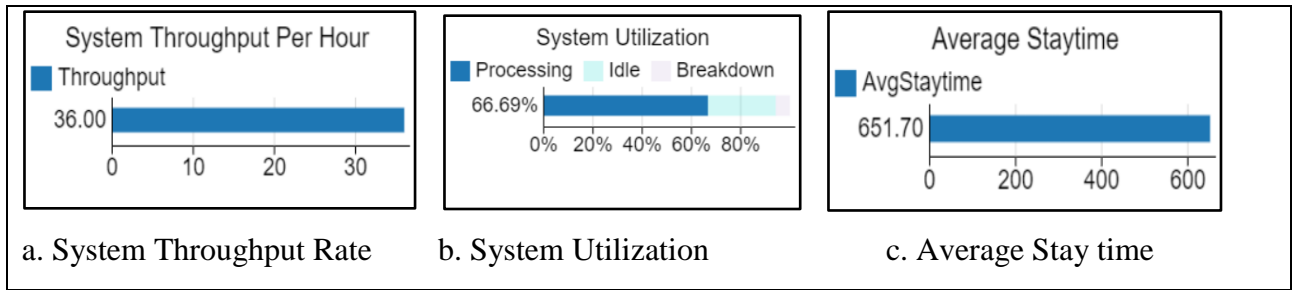 System Throughput Per Hour
Throughput
36.00
0 10 20 30
a. System Throughput Rate
System Utilization
Processing Idle Breakdown
66.69%
0% 20% 40% 60% 80%
b. System Utilization
Average Staytime
AvgStaytime
651.70
0 200 400 600
c. Average Stay time